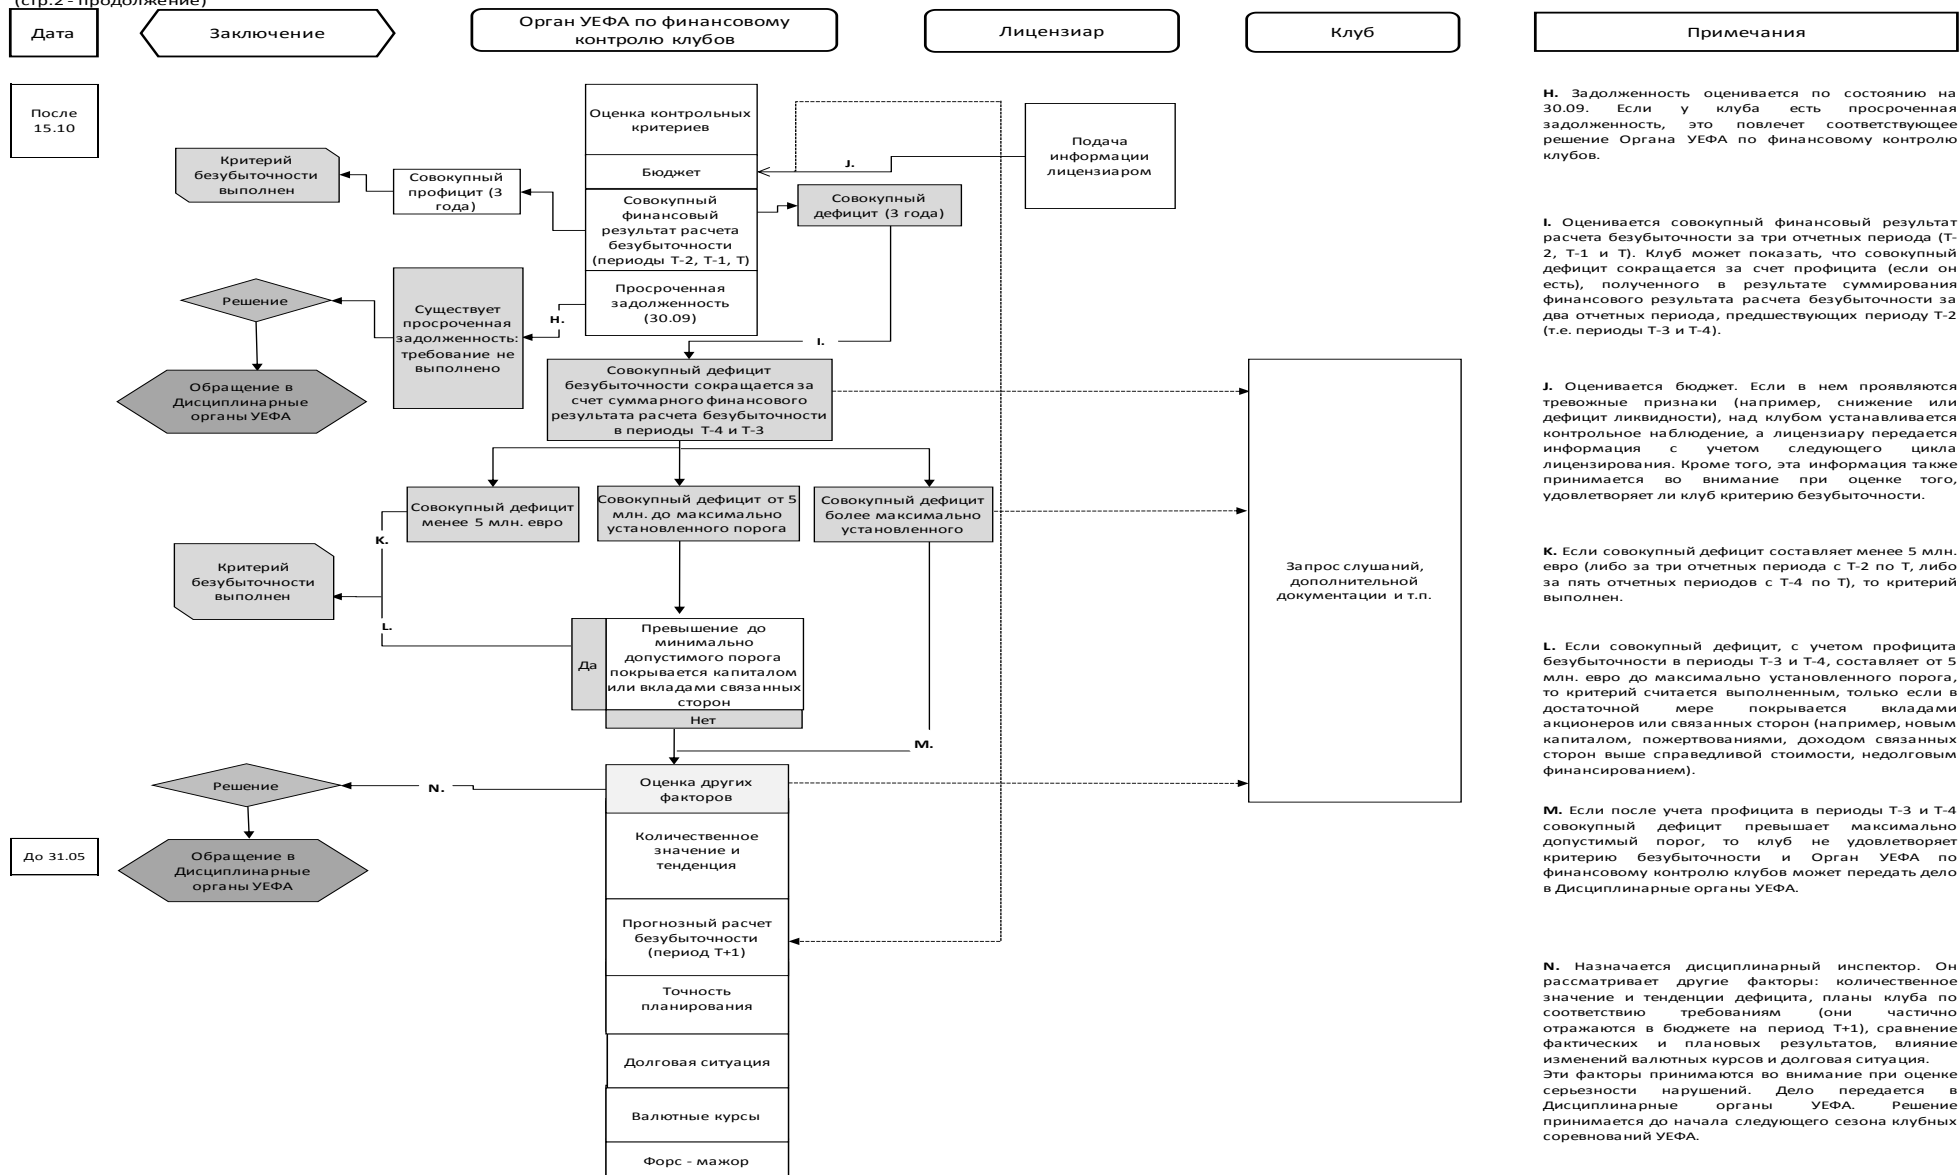 (стр.2 - продолжение)
Дата
Заключение
Орган УЕФА по финансовому
контролю клубов
Лицензиар
Клуб
Примечания
После
15.10
Оценка контрольных
критериев
Бюджет
Совокупный
финансовый
результат расчета
безубыточности
(периоды Т-2, Т-1, Т)
Просроченная
задолженность
(30.09)
J.
Подача
информации
лицензиаром
Критерий
безубыточности
выполнен
Совокупный
профицит (3
года)
Совокупный
дефицит (3 года)
Решение
Существует
просроченная
задолженность:
требование не
выполнено
H.
I.
Обращение в
Дисциплинарные
органы УЕФА
Совокупный дефицит
безубыточности сокращается за
счет суммарного финансового
результата расчета безубыточности
в периоды Т-4 и Т-3
Совокупный дефицит
менее 5 млн. евро
Совокупный дефицит от 5
млн. до максимально
установленного порога
Совокупный дефицит
более максимально
установленного
K.
Критерий
безубыточности
выполнен
L.
Да
Превышение до
минимально
допустимого порога
покрывается капиталом
или вкладами связанных
сторон
Нет
M.
Запрос слушаний,
дополнительной
документации и т.п.
Решение
N.
Оценка других
факторов
Количественное
значение и
тенденция
До 31.05
Обращение в
Дисциплинарные
органы УЕФА
Прогнозный расчет
безубыточности
(период Т+1)
Точность
планирования
Долговая ситуация
Валютные курсы
Форс - мажор
H. Задолженность оценивается по состоянию на
30.09. Если у клуба есть просроченная
задолженность, это повлечет соответствующее
решение Органа УЕФА по финансовому контролю
клубов.
I. Оценивается совокупный финансовый результат
расчета безубыточности за три отчетных периода (Т-
2, Т-1 и Т). Клуб может показать, что совокупный
дефицит сокращается за счет профицита (если он
есть), полученного в результате суммирования
финансового результата расчета безубыточности за
два отчетных периода, предшествующих периоду Т-2
(т.е. периоды Т-3 и Т-4).
J. Оценивается бюджет. Если в нем проявляются
тревожные признаки (например, снижение или
дефицит ликвидности), над клубом устанавливается
контрольное наблюдение, а лицензиару передается
информация с учетом следующего цикла
лицензирования. Кроме того, эта информация также
принимается во внимание при оценке того,
удовлетворяет ли клуб критерию безубыточности.
K. Если совокупный дефицит составляет менее 5 млн.
евро (либо за три отчетных периода с Т-2 по Т, либо
за пять отчетных периодов с Т-4 по Т), то критерий
выполнен.
L. Если совокупный дефицит, с учетом профицита
безубыточности в периоды Т-3 и Т-4, составляет от 5
млн. евро до максимально установленного порога,
то критерий считается выполненным, только если в
достаточной мере покрывается вкладами
акционеров или связанных сторон (например, новым
капиталом, пожертвованиями, доходом связанных
сторон выше справедливой стоимости, недолговым
финансированием).
M. Если после учета профицита в периоды Т-3 и Т-4
совокупный дефицит превышает максимально
допустимый порог, то клуб не удовлетворяет
критерию безубыточности и Орган УЕФА по
финансовому контролю клубов может передать дело
в Дисциплинарные органы УЕФА.
N. Назначается дисциплинарный инспектор. Он
рассматривает другие факторы: количественное
значение и тенденции дефицита, планы клуба по
соответствию требованиям (они частично
отражаются в бюджете на период Т+1), сравнение
фактических и плановых результатов, влияние
изменений валютных курсов и долговая ситуация.
Эти факторы принимаются во внимание при оценке
серьезности нарушений. Дело передается в
Дисциплинарные органы УЕФА. Решение
принимается до начала следующего сезона клубных
соревнований УЕФА.